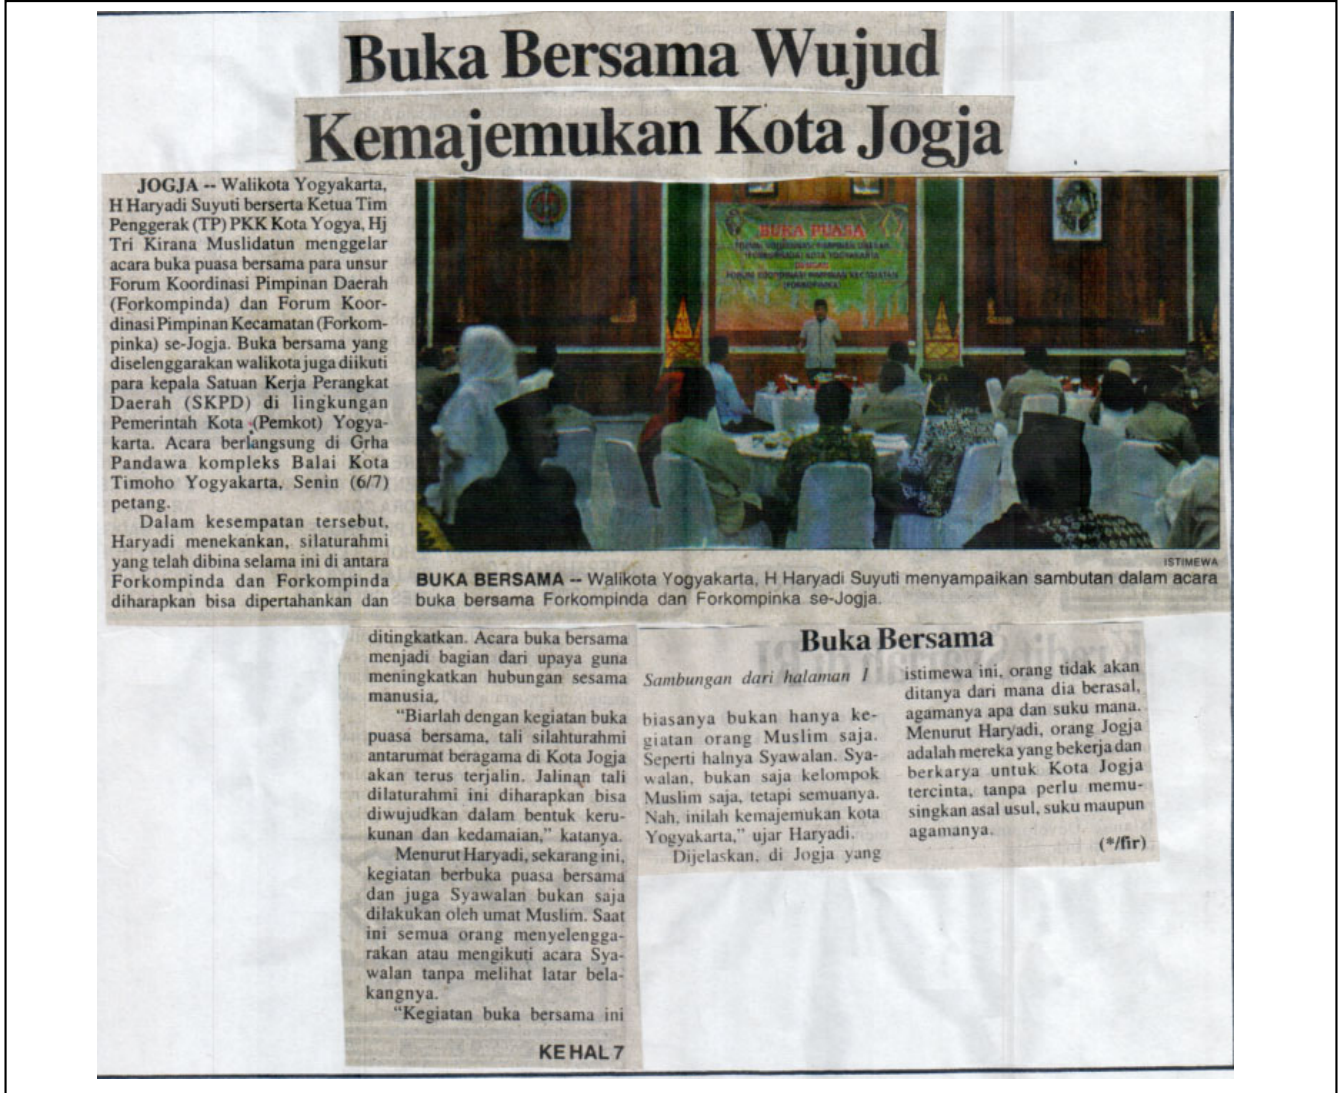 Buka Bersama Wujud
Kemajemukan Kota Jogja
JOGJA -- Walikota Yogyakarta,
H Haryadi Suyuti berserta Ketua Tim
Penggerak (TP) PKK Kota Yogya, Hj
Tri Kirana Muslidatun menggelar
acara buka puasa bersama para unsur
Forum Koordinasi Pimpinan Daerah
(Forkompinda) dan Forum Koor-
dinasi Pimpinan Kecamatan (Forkom-
pinka) se-Jogja. Buka bersama yang
diselenggarakan walikota juga diikuti
para kepala Satuan Kerja Perangkat
Daerah (SKPD) di lingkungan
Pemerintah Kota (Pemkot) Yogya-
karta. Acara berlangsung di Grha
Pandawa kompleks Balai Kota
Timoho Yogyakarta, Senin (6/7)
petang.
Dalam kesempatan tersebut,
Haryadi menekankan, silaturahmi
yang telah dibina selama ini di antara
Forkompinda dan Forkompinda
diharapkan bisa dipertahankan dan
BUKA PUASA
FORUM KOORDINASI PIMPINAN DAERAH
(FORKOMPINDA) KOTA YOGYAKARTA
DENGAN
FORUM KOORDINASI PIMPINAN KECAMATAN
(FORKOPINKA)
ISTIMEWA
BUKA BERSAMA -- Walikota Yogyakarta, H Haryadi Suyuti menyampaikan sambutan dalam acara
buka bersama Forkompinda dan Forkompinka se-Jogja.
ditingkatkan. Acara buka bersama
menjadi bagian dari upaya guna
meningkatkan hubungan sesama
manusia,
“Biarlah dengan kegiatan buka
puasa bersama, tali silahturahmi
antarumat beragama di Kota Jogja
akan terus terjalin. Jalinan tali
dilaturahmi ini diharapkan bisa
diwujudkan dalam bentuk keru-
kunan dan kedamaian,” katanya.
Menurut Haryadi, sekarang ini,
kegiatan berbuka puasa bersama
dan juga Syawalan bukan saja
dilakukan oleh umat Muslim. Saat
ini semua orang menyelengga-
rakan atau mengikuti acara Sya-
walan tanpa melihat latar bela-
kangnya.
“Kegiatan buka bersama ini
KE HAL 7
Buka Bersama
Sambungan dari halaman 1
biasanya bukan hanya ke-
giatan orang Muslim saja.
Seperti halnya Syawalan. Sya-
walan, bukan saja kelompok
Muslim saja, tetapi semuanya.
Nah, inilah kemajemukan kota
Yogyakarta,” ujar Haryadi.
Dijelaskan, di Jogja yang
istimewa ini, orang tidak akan
ditanya dari mana dia berasal,
agamanya apa dan suku mana.
Menurut Haryadi, orang Jogja
adalah mereka yang bekerja dan
berkarya untuk Kota Jogja
tercinta, tanpa perlu memu-
singkan asal usul, suku maupun
agamanya.
(*/fir)